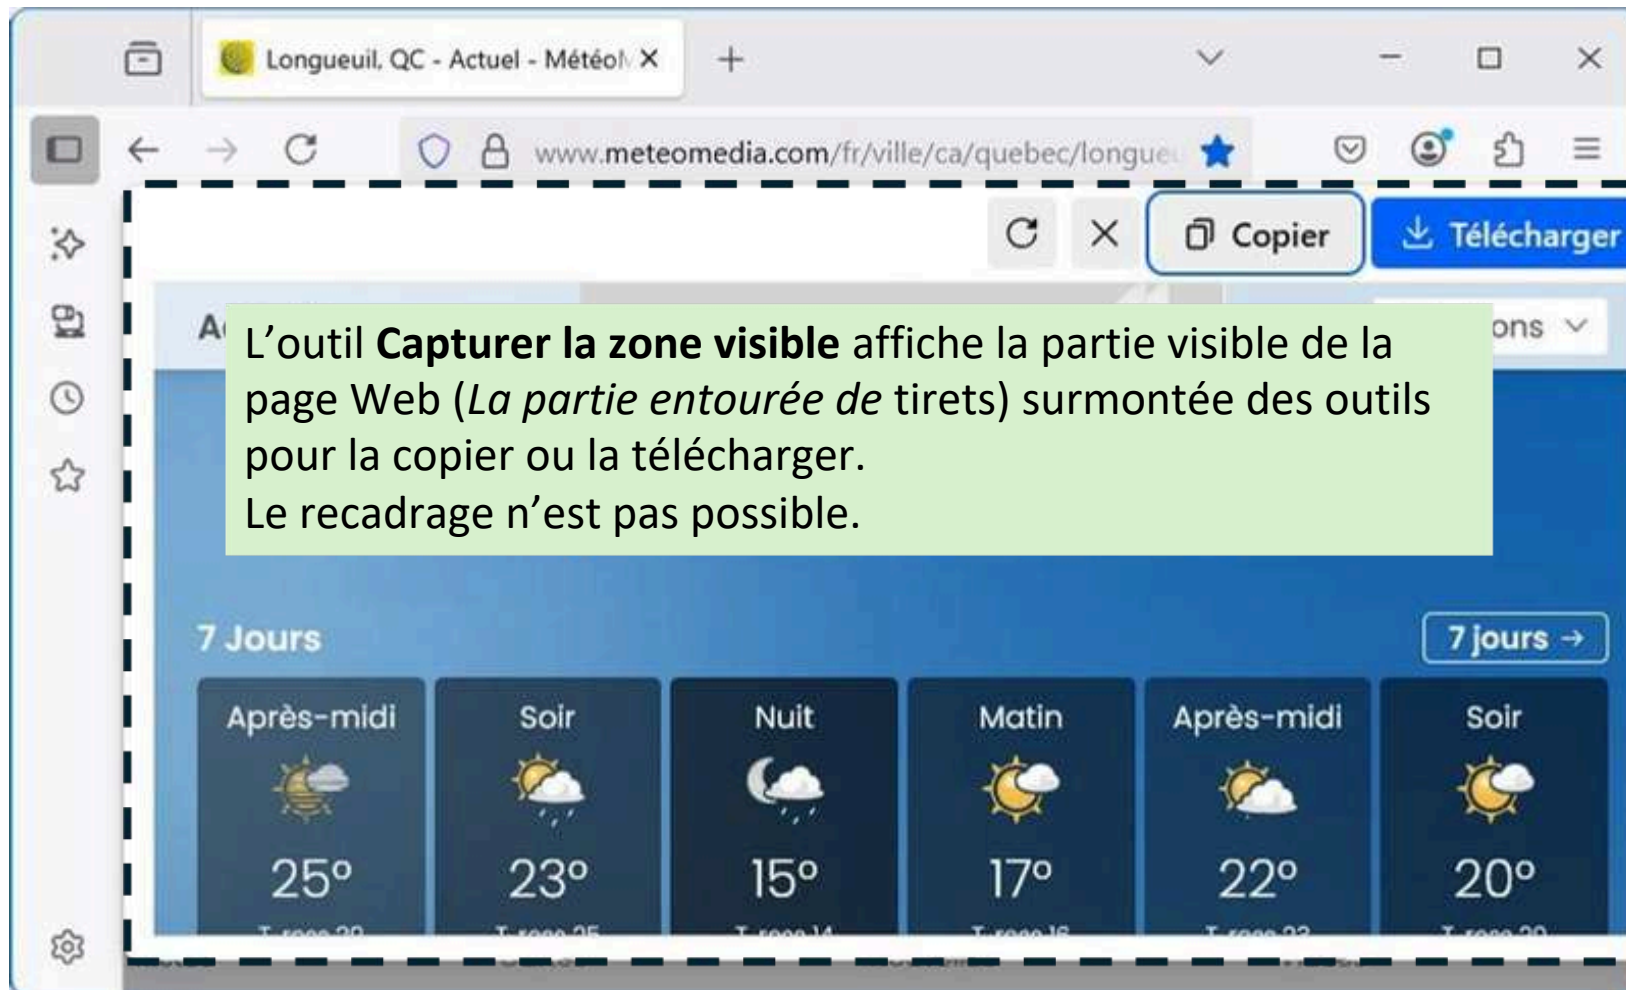 Longueuil, QC - Actuel - Météo
www.meteomedia.com/fr/ville/ca/quebec/longue
Copier
Télécharger
L’outil Capturer la zone visible affiche la partie visible de la
page Web (La partie entourée de tirets) surmontée des outils
pour la copier ou la télécharger.
Le recadrage n’est pas possible.
7 Jours
7 jours →
Après-midi Soir Nuit Matin Après-midi Soir
25° 23° 15° 17° 22° 20°